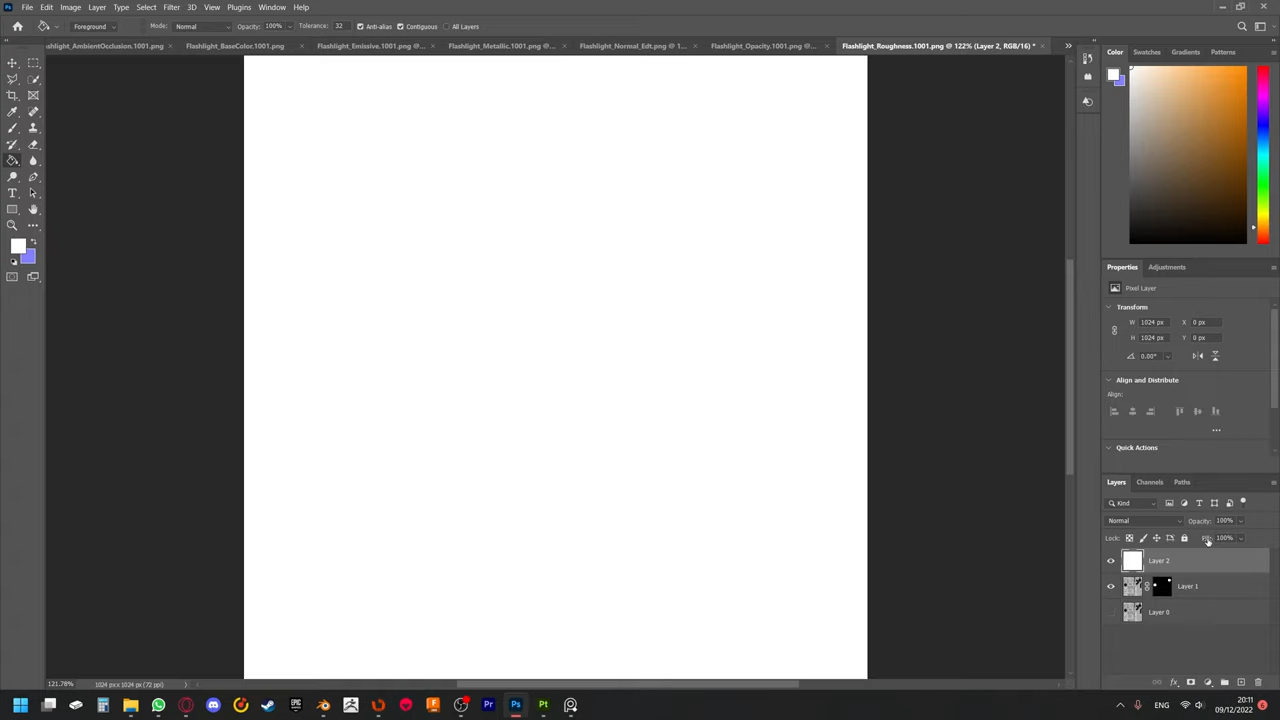 File Edit Image Layer Type Select Filter 3D View Plugins Window Help
Foreground Mode: Normal Opacity: 100% Tolerance: 32 Anti-alias Contiguous All Layers
lashlight_AmbientOcclusion.1001.png × Flashlight_BaseColor.1001.png × Flashlight_Emissive.1001.png @... × Flashlight_Metallic.1001.png @... × Flashlight_Normal_Edt.png @ 1... × Flashlight_Opacity.1001.png @... × Flashlight_Roughness.1001.png @ 122% (Layer 2, RGB/16) * ×
Color Swatches Gradients Patterns
Properties Adjustments
Pixel Layer
Transform
W 1024 px X 0 px
H 1024 px Y 0 px
0.00°
Align and Distribute
Align:
Quick Actions
Layers Channels Paths
Kind
Normal Opacity: 100%
Lock: 100%
Layer 2
Layer 1
Layer 0
121.78% 1024 px x 1024 px (72 ppi)
ENG 20:11
09/12/2022